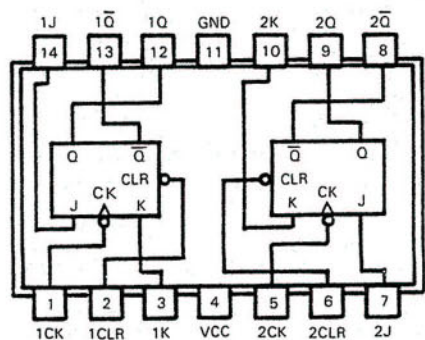 1J 1Q̅ 1Q GND 2K 2Q 2Q̅
14 13 12 11 10 9 8
Q Q̅ Q̅ Q
CLR CLR
CK CK
J K K J
1 2 3 4 5 6 7
1CK 1CLR 1K VCC 2CK 2CLR 2J